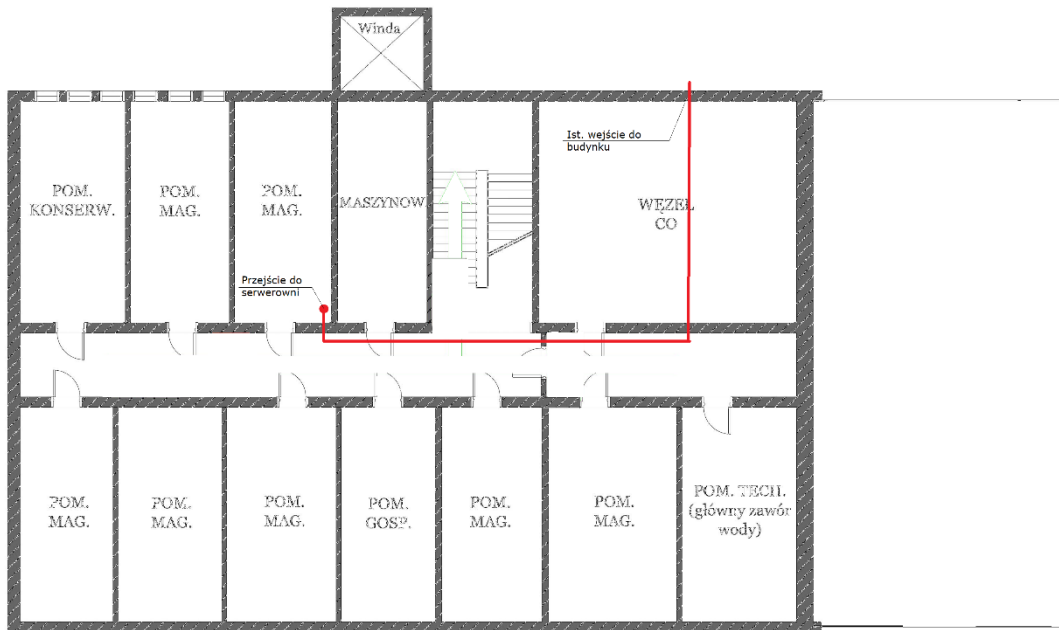 Winda
Ist. wejście do
budynku
POM.
KONSERW.
POM.
MAG.
POM.
MAG.
MASZYNOW
WĘZEŁ
CO
Przejście do
serwerowni
POM.
MAG.
POM.
MAG.
POM.
MAG.
POM.
GOSP.
POM.
MAG.
POM.
MAG.
POM. TECH.
(główny zawór
wody)